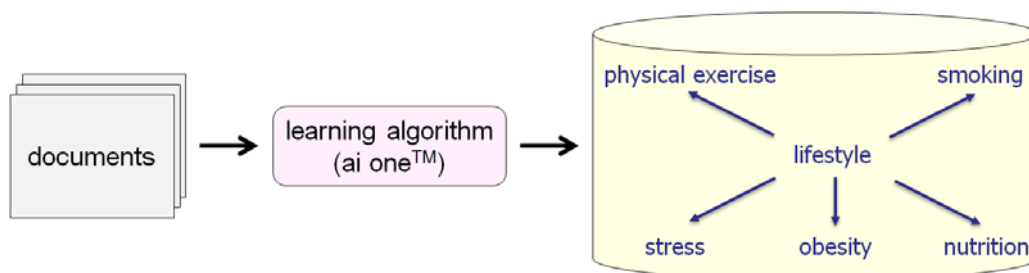 documents
learning algorithm
(ai one™)
physical exercise
smoking
lifestyle
stress
obesity
nutrition